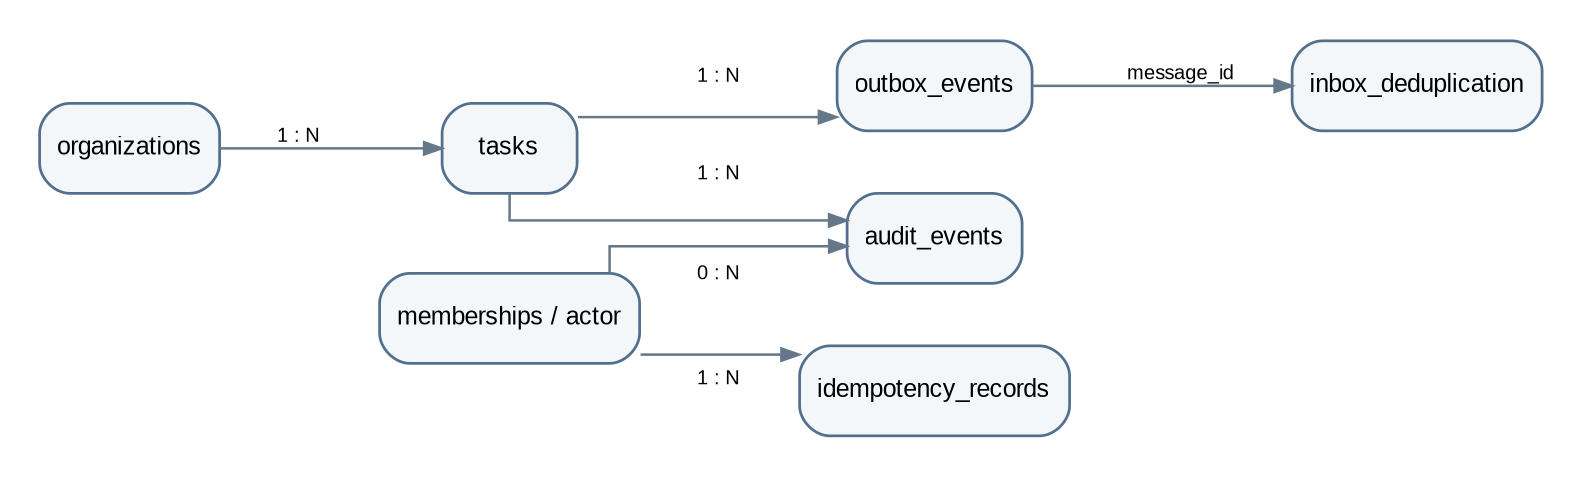 organizations
1 : N
tasks
1 : N
outbox_events
message_id
inbox_deduplication
1 : N
audit_events
memberships / actor
0 : N
1 : N
idempotency_records